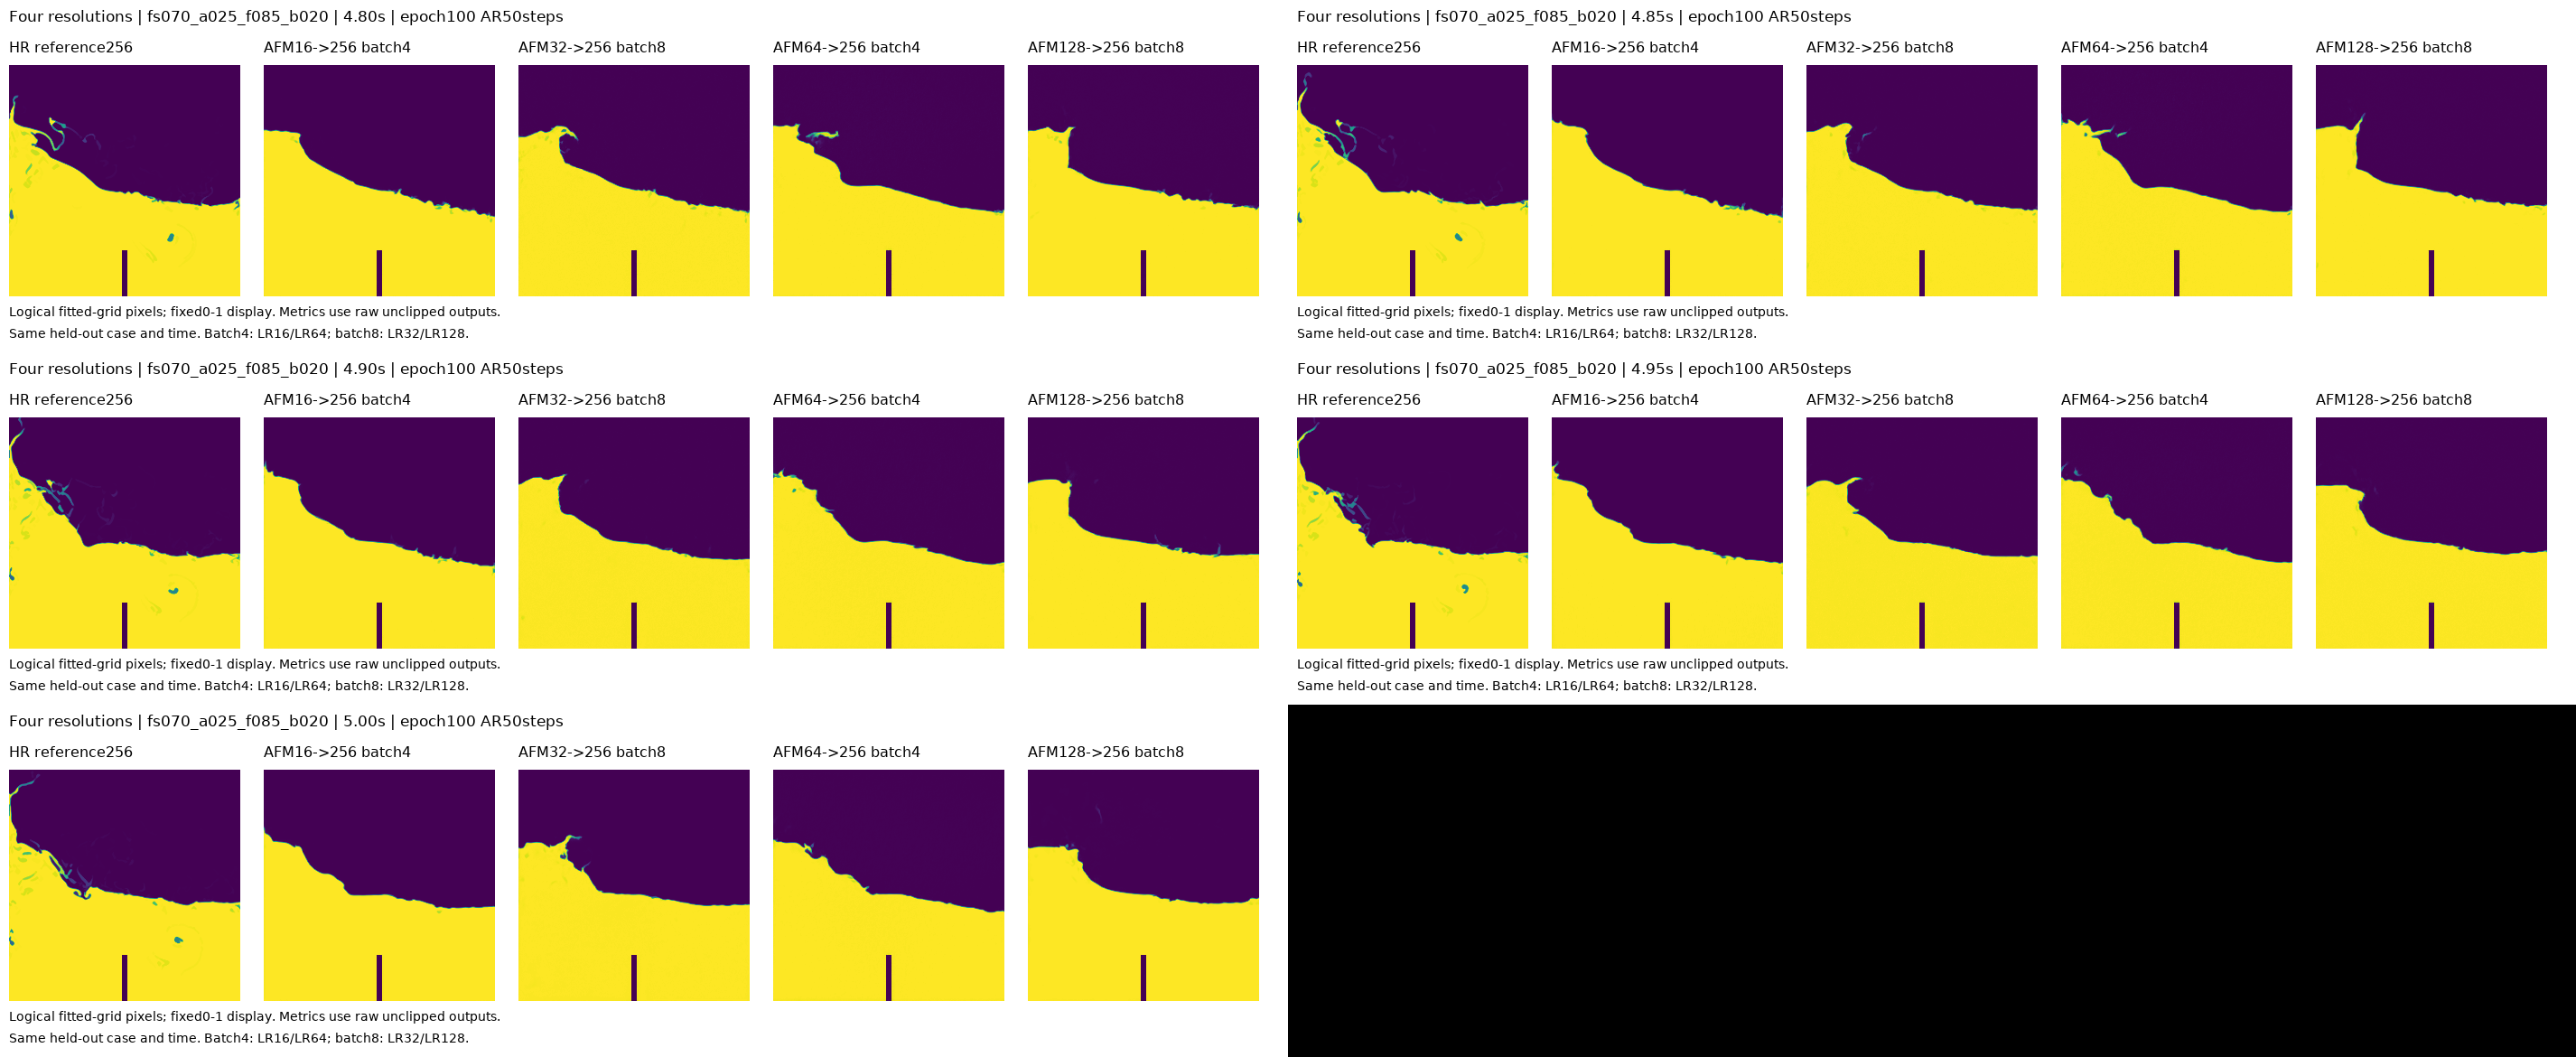 Four resolutions | fs070_a025_f085_b020 | 4.80s | epoch100 AR50steps
HR reference256
AFM16->256 batch4
AFM32->256 batch8
AFM64->256 batch4
AFM128->256 batch8
Logical fitted-grid pixels; fixed0-1 display. Metrics use raw unclipped outputs.
Same held-out case and time. Batch4: LR16/LR64; batch8: LR32/LR128.
Four resolutions | fs070_a025_f085_b020 | 4.85s | epoch100 AR50steps
HR reference256
AFM16->256 batch4
AFM32->256 batch8
AFM64->256 batch4
AFM128->256 batch8
Logical fitted-grid pixels; fixed0-1 display. Metrics use raw unclipped outputs.
Same held-out case and time. Batch4: LR16/LR64; batch8: LR32/LR128.
Four resolutions | fs070_a025_f085_b020 | 4.90s | epoch100 AR50steps
HR reference256
AFM16->256 batch4
AFM32->256 batch8
AFM64->256 batch4
AFM128->256 batch8
Logical fitted-grid pixels; fixed0-1 display. Metrics use raw unclipped outputs.
Same held-out case and time. Batch4: LR16/LR64; batch8: LR32/LR128.
Four resolutions | fs070_a025_f085_b020 | 4.95s | epoch100 AR50steps
HR reference256
AFM16->256 batch4
AFM32->256 batch8
AFM64->256 batch4
AFM128->256 batch8
Logical fitted-grid pixels; fixed0-1 display. Metrics use raw unclipped outputs.
Same held-out case and time. Batch4: LR16/LR64; batch8: LR32/LR128.
Four resolutions | fs070_a025_f085_b020 | 5.00s | epoch100 AR50steps
HR reference256
AFM16->256 batch4
AFM32->256 batch8
AFM64->256 batch4
AFM128->256 batch8
Logical fitted-grid pixels; fixed0-1 display. Metrics use raw unclipped outputs.
Same held-out case and time. Batch4: LR16/LR64; batch8: LR32/LR128.